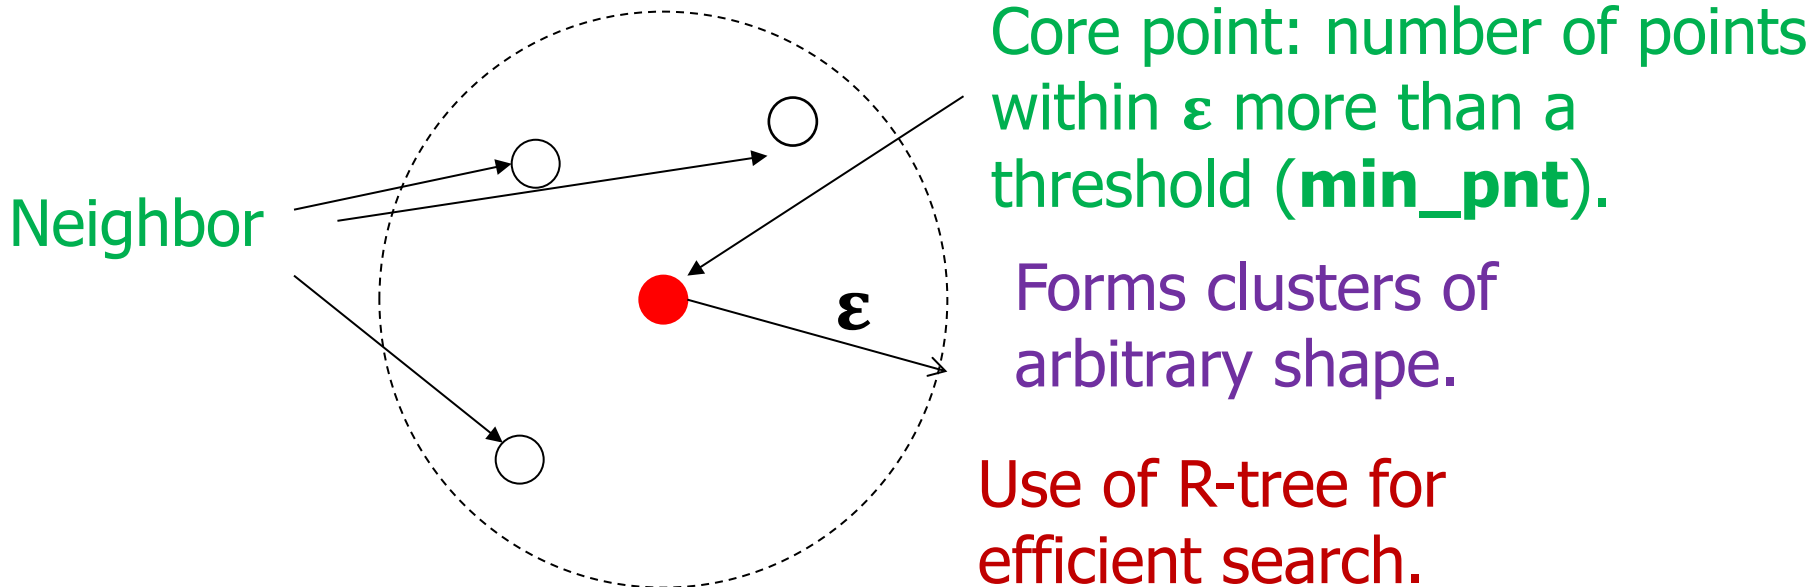 Core point: number of points
within ε more than a
threshold (min_pnt).
Neighbor
ε
Forms clusters of
arbitrary shape.
Use of R-tree for
efficient search.